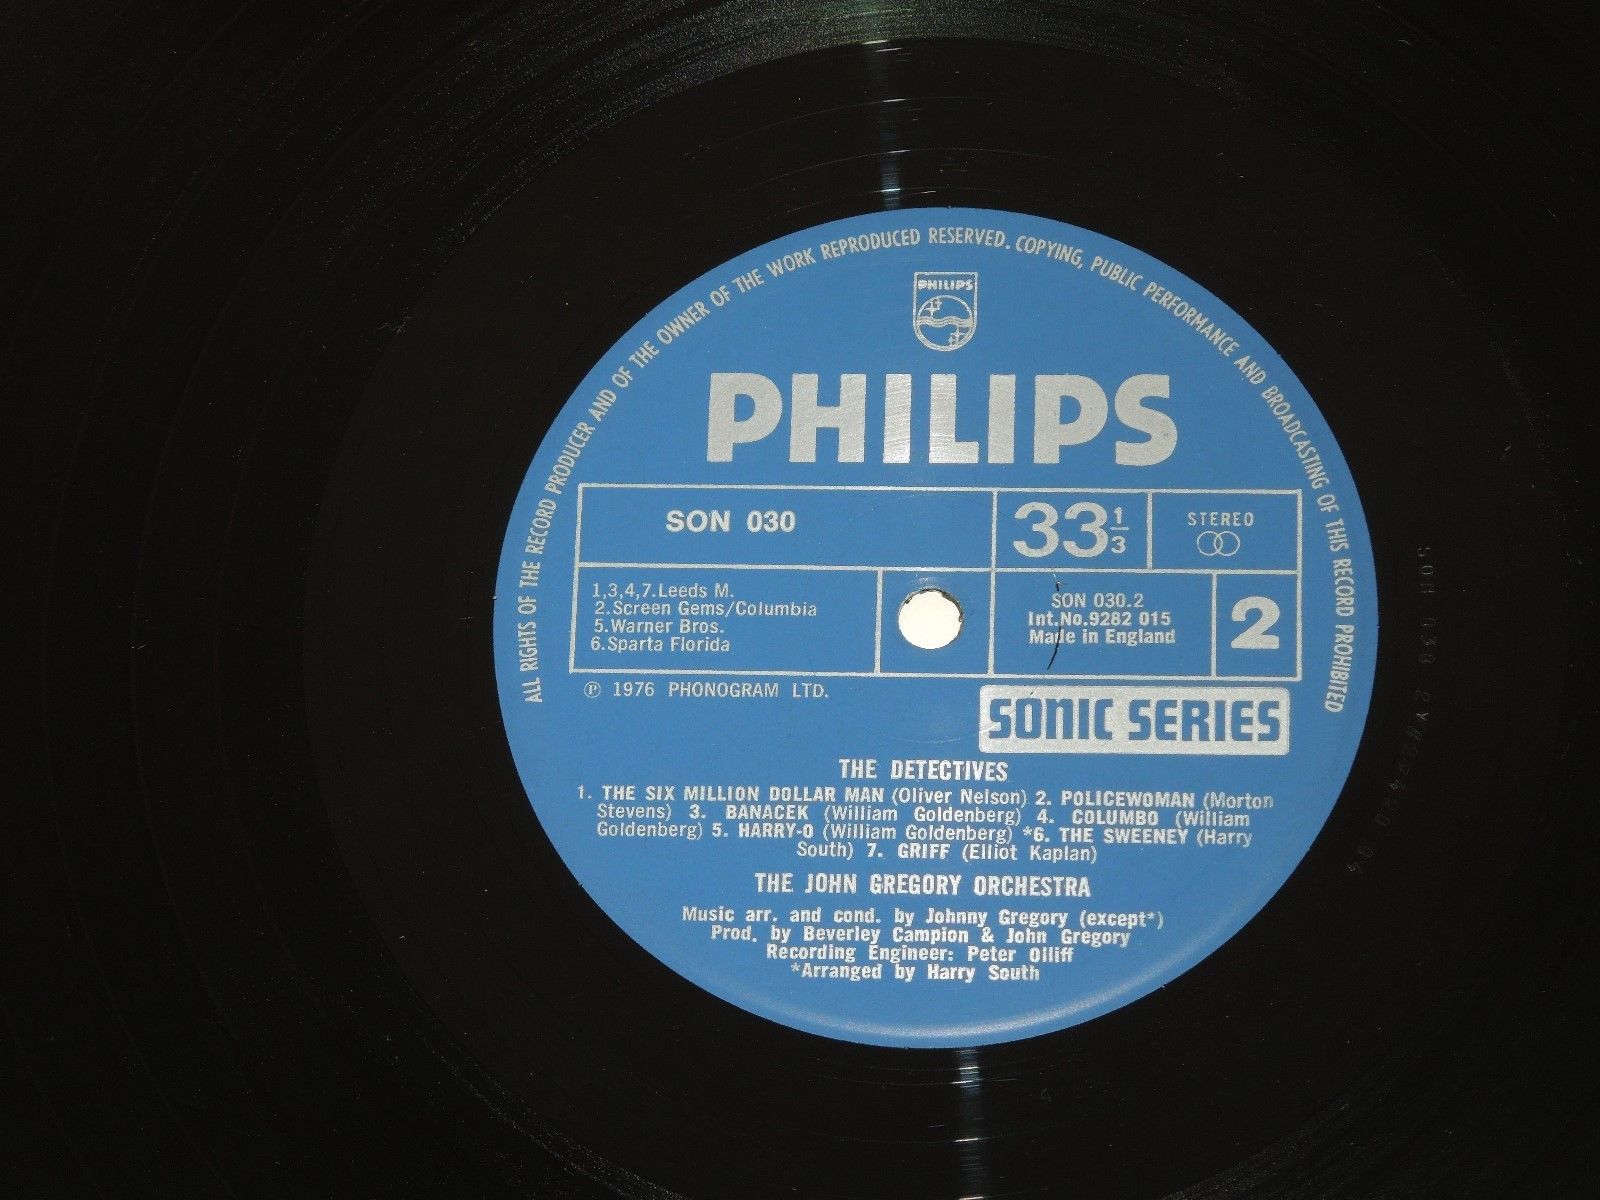 ALL RIGHTS OF THE RECORD PRODUCER AND OF THE OWNER OF THE WORK REPRODUCED RESERVED. COPYING, PUBLIC PERFORMANCE AND BROADCASTING OF THIS RECORD PROHIBITED
PHILIPS
PHILIPS
SON 030
33 1/3
STEREO
1,3,4,7.Leeds M.
2.Screen Gems/Columbia
5.Warner Bros.
6.Sparta Florida
SON 030.2
Int.No.9282 015
Made in England
2
Ⓟ 1976 PHONOGRAM LTD.
SONIC SERIES
THE DETECTIVES
1. THE SIX MILLION DOLLAR MAN (Oliver Nelson) 2. POLICEWOMAN (Morton
Stevens) 3. BANACEK (William Goldenberg) 4. COLUMBO (William
Goldenberg) 5. HARRY-O (William Goldenberg) *6. THE SWEENEY (Harry
South) 7. GRIFF (Elliot Kaplan)
THE JOHN GREGORY ORCHESTRA
Music arr. and cond. by Johnny Gregory (except*)
Prod. by Beverley Campion & John Gregory
Recording Engineer: Peter Olliff
*Arranged by Harry South